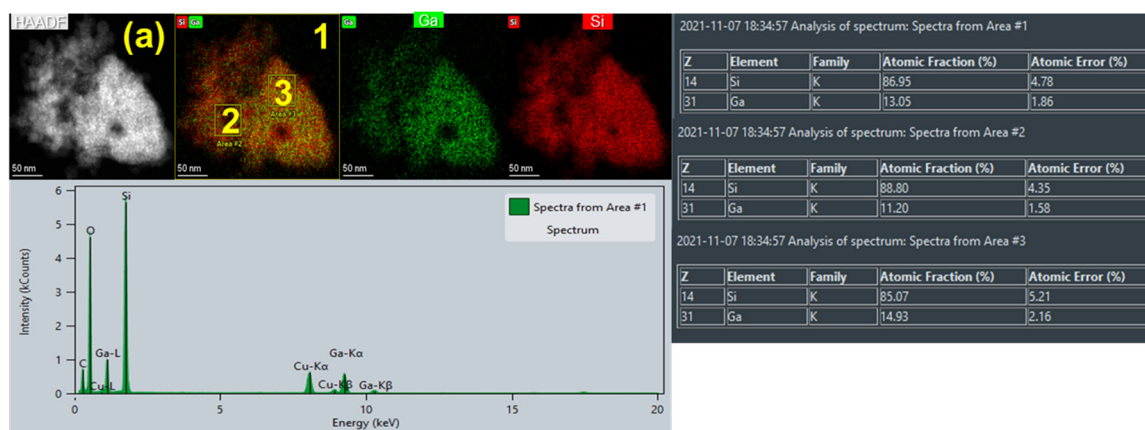 HAADF
(a)
50 nm
Si Ga
1
2
Area #2
3
Area #3
50 nm
Ga
Ga
50 nm
Si
Si
50 nm
Intensity (kCounts)
6
5
4
3
2
1
0
C
O
Cu-L
Ga-L
Si
Cu-Kα
Cu-Kβ
Ga-Kα
Ga-Kβ
Spectra from Area #1
Spectrum
0 5 10 15 20
Energy (keV)
2021-11-07 18:34:57 Analysis of spectrum: Spectra from Area #1
Z Element Family Atomic Fraction (%) Atomic Error (%)
14 Si K 86.95 4.78
31 Ga K 13.05 1.86
2021-11-07 18:34:57 Analysis of spectrum: Spectra from Area #2
Z Element Family Atomic Fraction (%) Atomic Error (%)
14 Si K 88.80 4.35
31 Ga K 11.20 1.58
2021-11-07 18:34:57 Analysis of spectrum: Spectra from Area #3
Z Element Family Atomic Fraction (%) Atomic Error (%)
14 Si K 85.07 5.21
31 Ga K 14.93 2.16